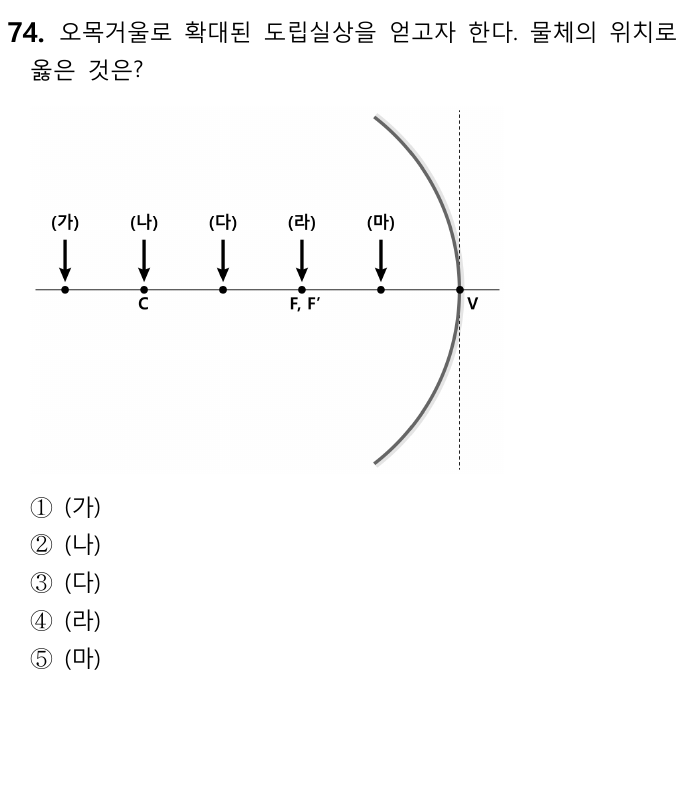 74. 오목거울로 확대된 도립실상을 얻고자 한다. 물체의 위치로
옳은 것은?
(가) (나) (다) (라) (마)
C F, F′ V
① (가)
② (나)
③ (다)
④ (라)
⑤ (마)